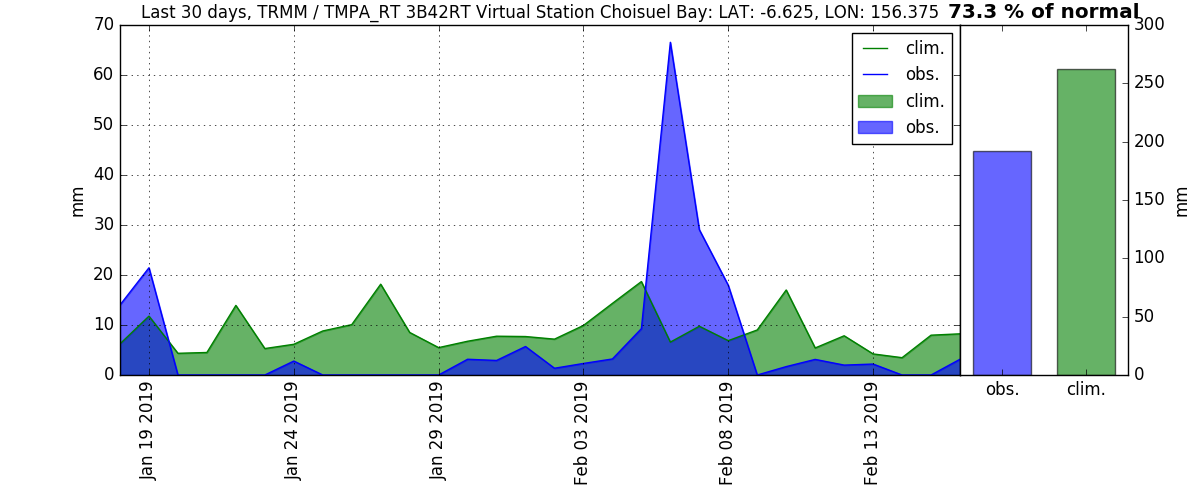 Last 30 days, TRMM / TMPA_RT 3B42RT Virtual Station Choisuel Bay: LAT: -6.625, LON: 156.375 73.3 % of normal
70
60
50
40
30
20
10
0
mm
clim.
obs.
clim.
obs.
300
250
200
150
100
50
0
mm
obs. clim.
Jan 19 2019
Jan 24 2019
Jan 29 2019
Feb 03 2019
Feb 08 2019
Feb 13 2019